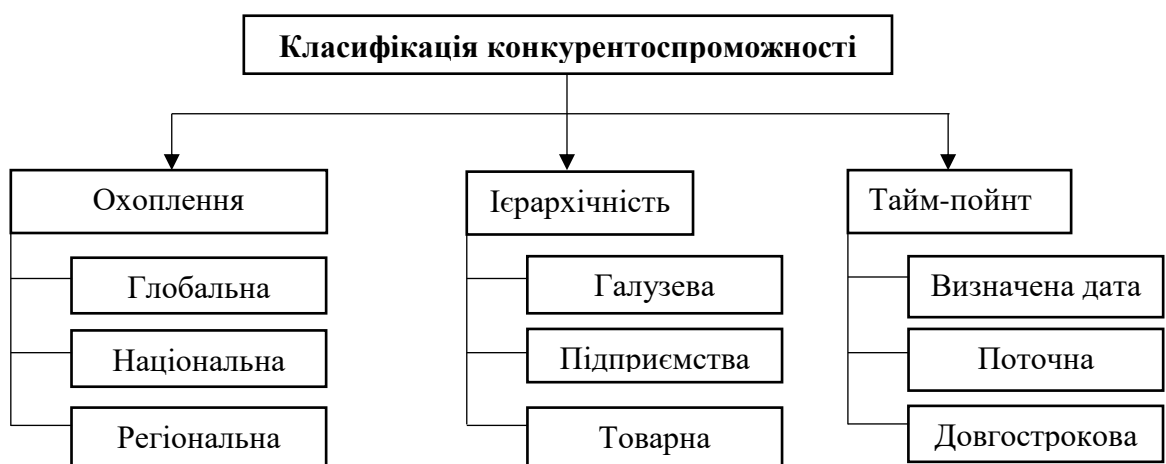 Класифікація конкурентоспроможності
Охоплення
Глобальна
Національна
Регіональна
Ієрархічність
Галузева
Підприємства
Товарна
Тайм-пойнт
Визначена дата
Поточна
Довгострокова